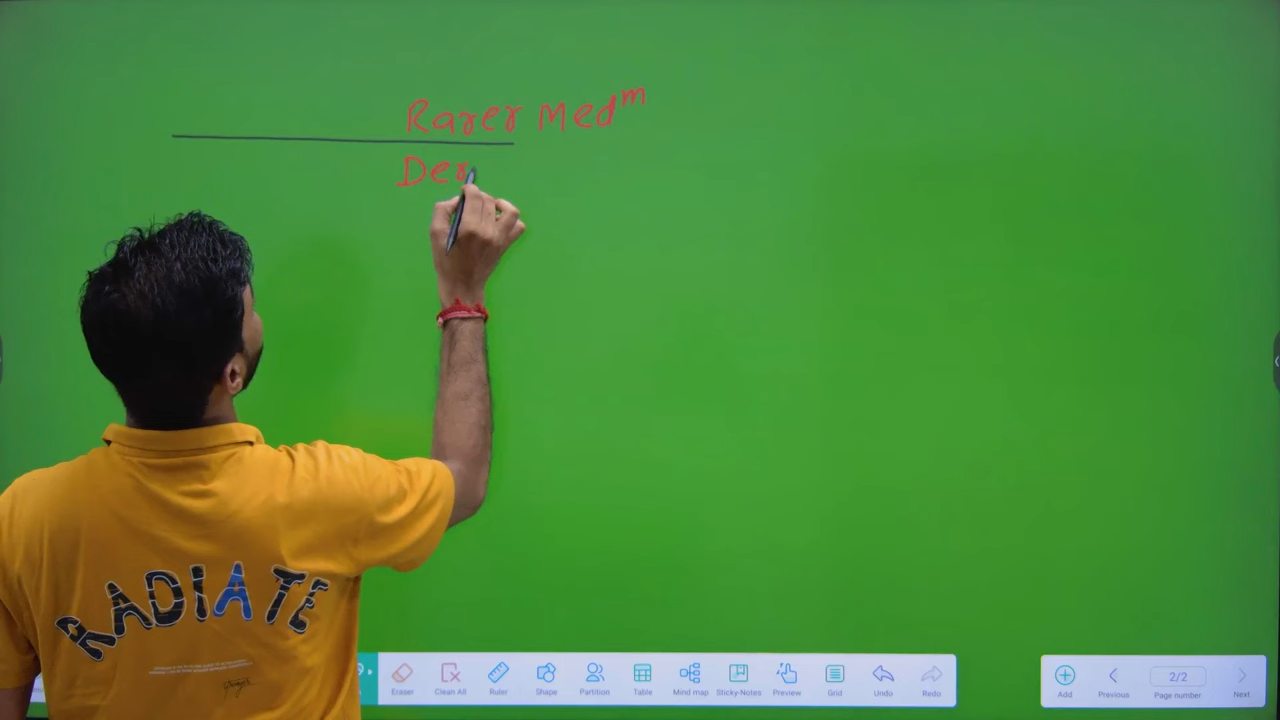 Rarer Med^m
Der
RADIATE
Eraser
Clean All
Ruler
Shape
Partition
Table
Mind map
Sticky-Notes
Preview
Grid
Undo
Redo
Add
Previous
2/2
Page number
Next